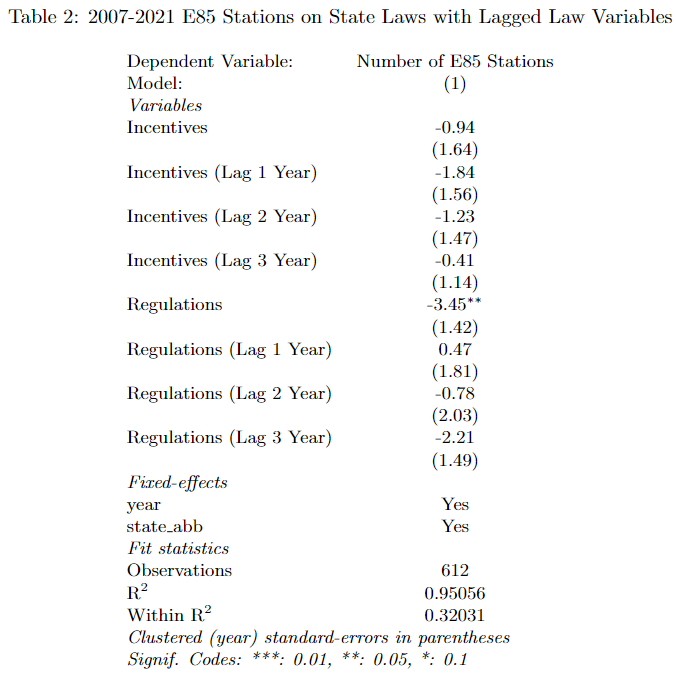 Table 2: 2007-2021 E85 Stations on State Laws with Lagged Law Variables
Dependent Variable: Number of E85 Stations
Model: (1)
Variables
Incentives -0.94
(1.64)
Incentives (Lag 1 Year) -1.84
(1.56)
Incentives (Lag 2 Year) -1.23
(1.47)
Incentives (Lag 3 Year) -0.41
(1.14)
Regulations -3.45**
(1.42)
Regulations (Lag 1 Year) 0.47
(1.81)
Regulations (Lag 2 Year) -0.78
(2.03)
Regulations (Lag 3 Year) -2.21
(1.49)
Fixed-effects
year Yes
state_abb Yes
Fit statistics
Observations 612
R² 0.95056
Within R² 0.32031
Clustered (year) standard-errors in parentheses
Signif. Codes: ***: 0.01, **: 0.05, *: 0.1